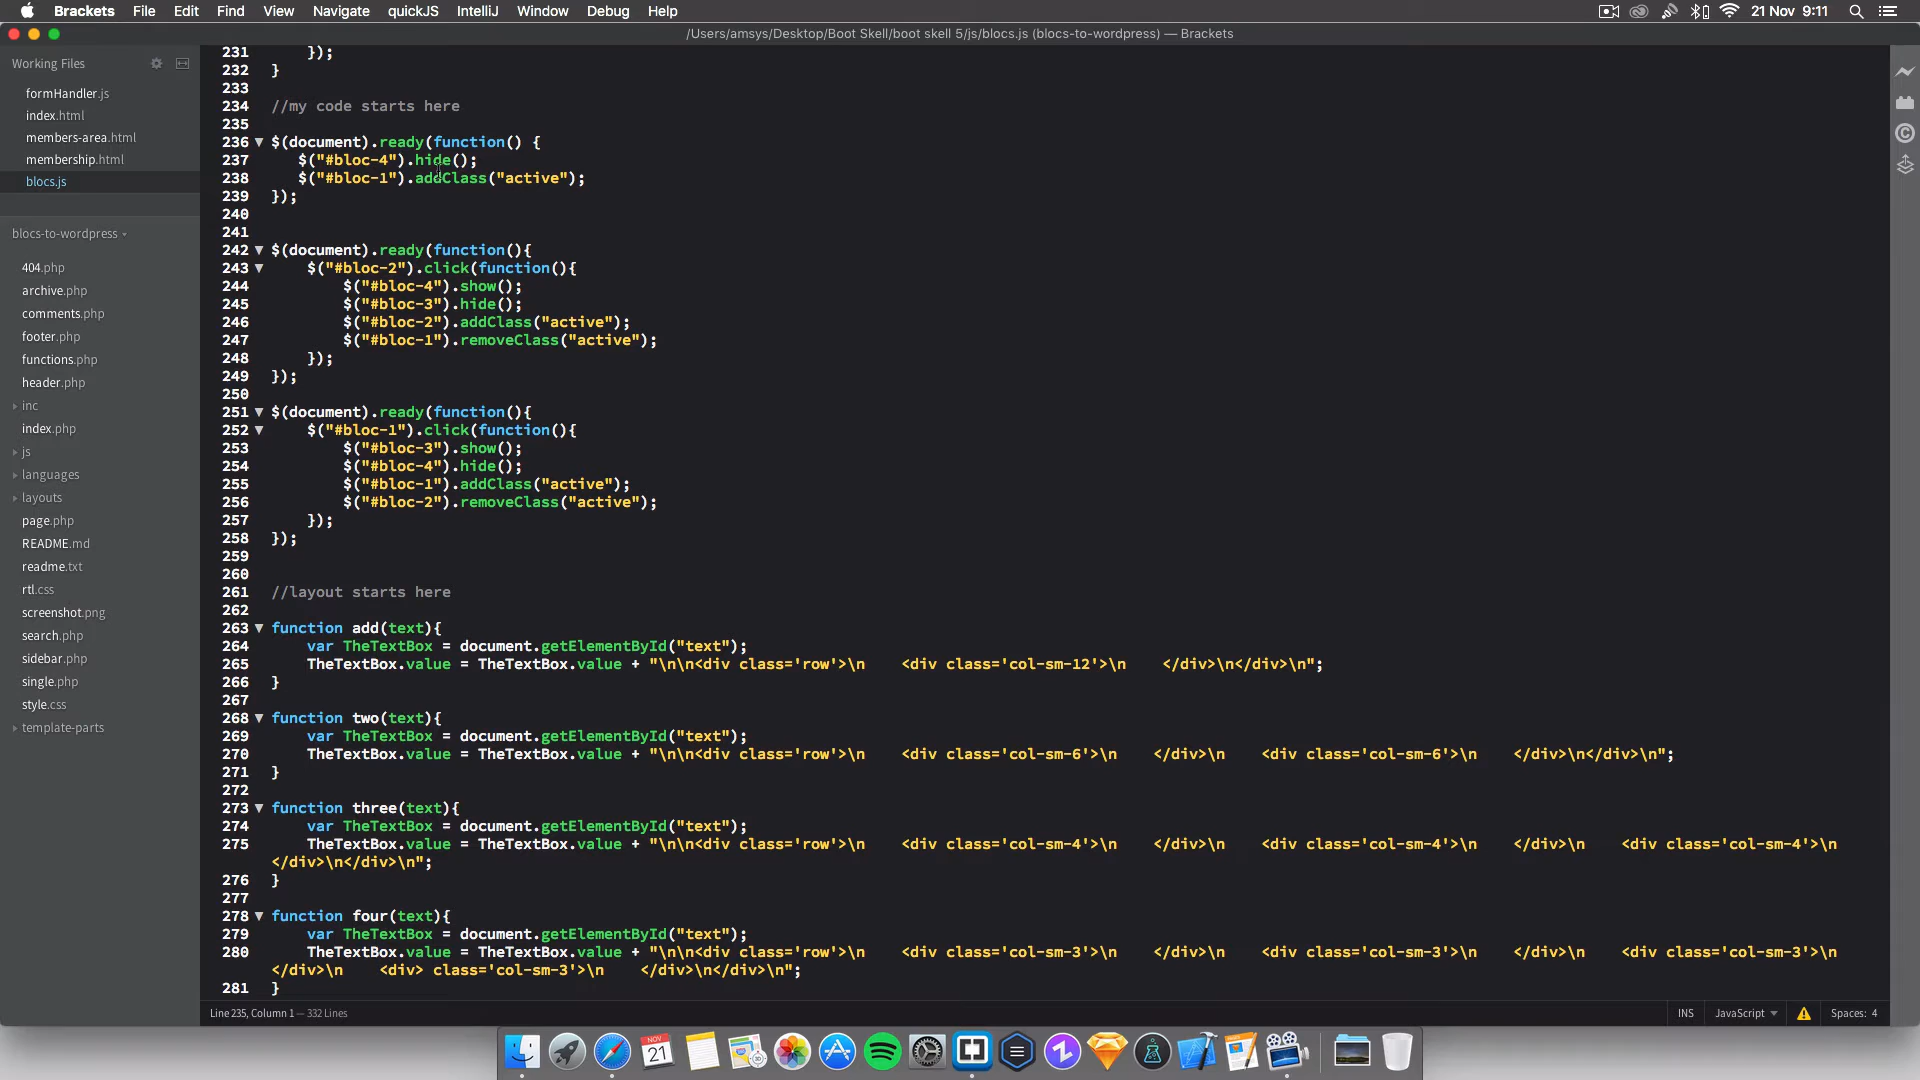 Brackets File Edit Find View Navigate quickJS IntelliJ Window Debug Help 21 Nov 9:11
/Users/amsys/Desktop/Boot Skell/boot skell 5/js/blocs.js (blocs-to-wordpress) — Brackets
Working Files
formHandler.js
index.html
members-area.html
membership.html
blocs.js
blocs-to-wordpress
404.php
archive.php
comments.php
footer.php
functions.php
header.php
inc
index.php
js
languages
layouts
page.php
README.md
readme.txt
rtl.css
screenshot.png
search.php
sidebar.php
single.php
style.css
template-parts
231 });
232 }
233
234 //my code starts here
235
236 $(document).ready(function() {
237 $("#bloc-4").hide();
238 $("#bloc-1").addClass("active");
239 });
240
241
242 $(document).ready(function(){
243 $("#bloc-2").click(function(){
244 $("#bloc-4").show();
245 $("#bloc-3").hide();
246 $("#bloc-2").addClass("active");
247 $("#bloc-1").removeClass("active");
248 });
249 });
250
251 $(document).ready(function(){
252 $("#bloc-1").click(function(){
253 $("#bloc-3").show();
254 $("#bloc-4").hide();
255 $("#bloc-1").addClass("active");
256 $("#bloc-2").removeClass("active");
257 });
258 });
259
260
261 //layout starts here
262
263 function add(text){
264 var TheTextBox = document.getElementById("text");
265 TheTextBox.value = TheTextBox.value + "\n\n<div class='row'>\n    <div class='col-sm-12'>\n    </div>\n</div>\n";
266 }
267
268 function two(text){
269 var TheTextBox = document.getElementById("text");
270 TheTextBox.value = TheTextBox.value + "\n\n<div class='row'>\n    <div class='col-sm-6'>\n    </div>\n    <div class='col-sm-6'>\n    </div>\n</div>\n";
271 }
272
273 function three(text){
274 var TheTextBox = document.getElementById("text");
275 TheTextBox.value = TheTextBox.value + "\n\n<div class='row'>\n    <div class='col-sm-4'>\n    </div>\n    <div class='col-sm-4'>\n    </div>\n    <div class='col-sm-4'>\n
</div>\n</div>\n";
276 }
277
278 function four(text){
279 var TheTextBox = document.getElementById("text");
280 TheTextBox.value = TheTextBox.value + "\n\n<div class='row'>\n    <div class='col-sm-3'>\n    </div>\n    <div class='col-sm-3'>\n    </div>\n    <div class='col-sm-3'>\n
</div>\n    <div> class='col-sm-3'>\n    </div>\n</div>\n";
281 }
Line 235, Column 1 — 332 Lines
INS JavaScript Spaces: 4
NOV 21